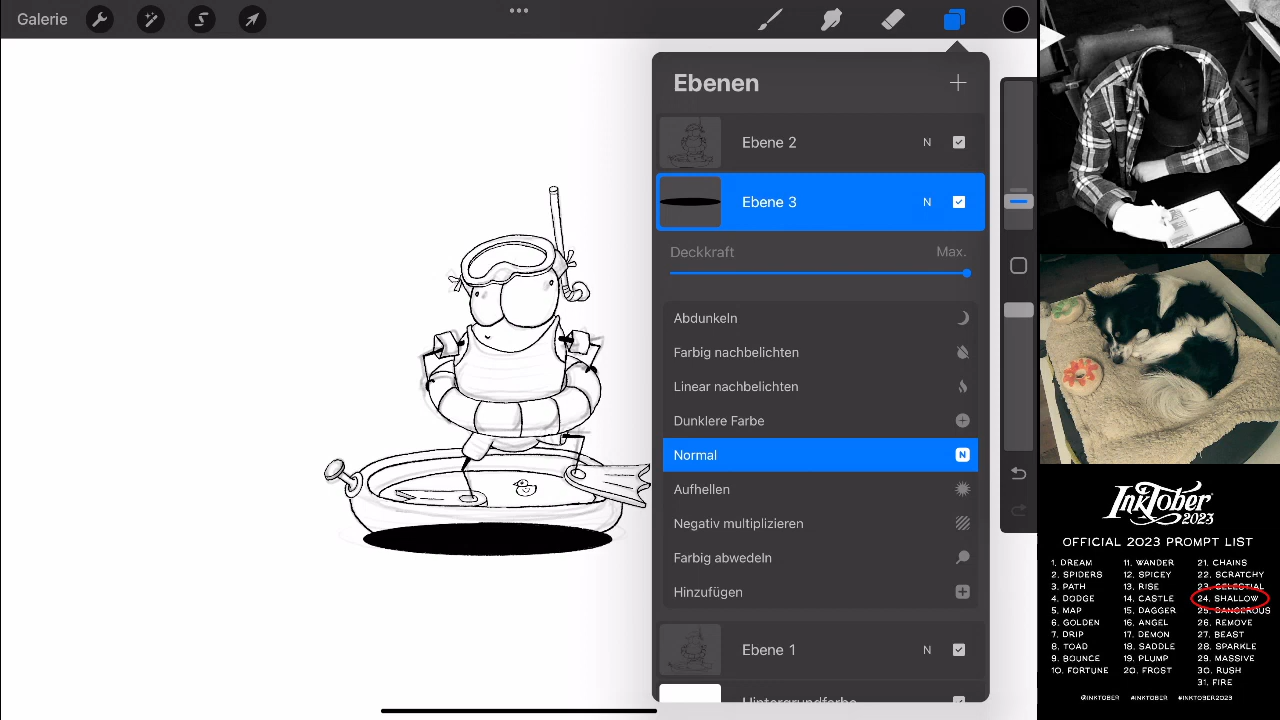 Galerie
Ebenen
Ebene 2 N
Ebene 3 N
Deckkraft Max.
Abdunkeln
Farbig nachbelichten
Linear nachbelichten
Dunklere Farbe
Normal N
Aufhellen
Negativ multiplizieren
Farbig abwedeln
Hinzufügen
Ebene 1 N
Hintergrundfarbe
INKTOBER
2023
OFFICIAL 2023 PROMPT LIST
1. DREAM
2. SPIDERS
3. PATH
4. DODGE
5. MAP
6. GOLDEN
7. DRIP
8. TOAD
9. BOUNCE
10. FORTUNE
11. WANDER
12. SPICEY
13. RISE
14. CASTLE
15. DAGGER
16. ANGEL
17. DEMON
18. SADDLE
19. PLUMP
20. FROST
21. CHAINS
22. SCRATCHY
23. CELESTIAL
24. SHALLOW
25. DANGEROUS
26. REMOVE
27. BEAST
28. SPARKLE
29. MASSIVE
30. RUSH
31. FIRE
@INKTOBER #INKTOBER #INKTOBER2023